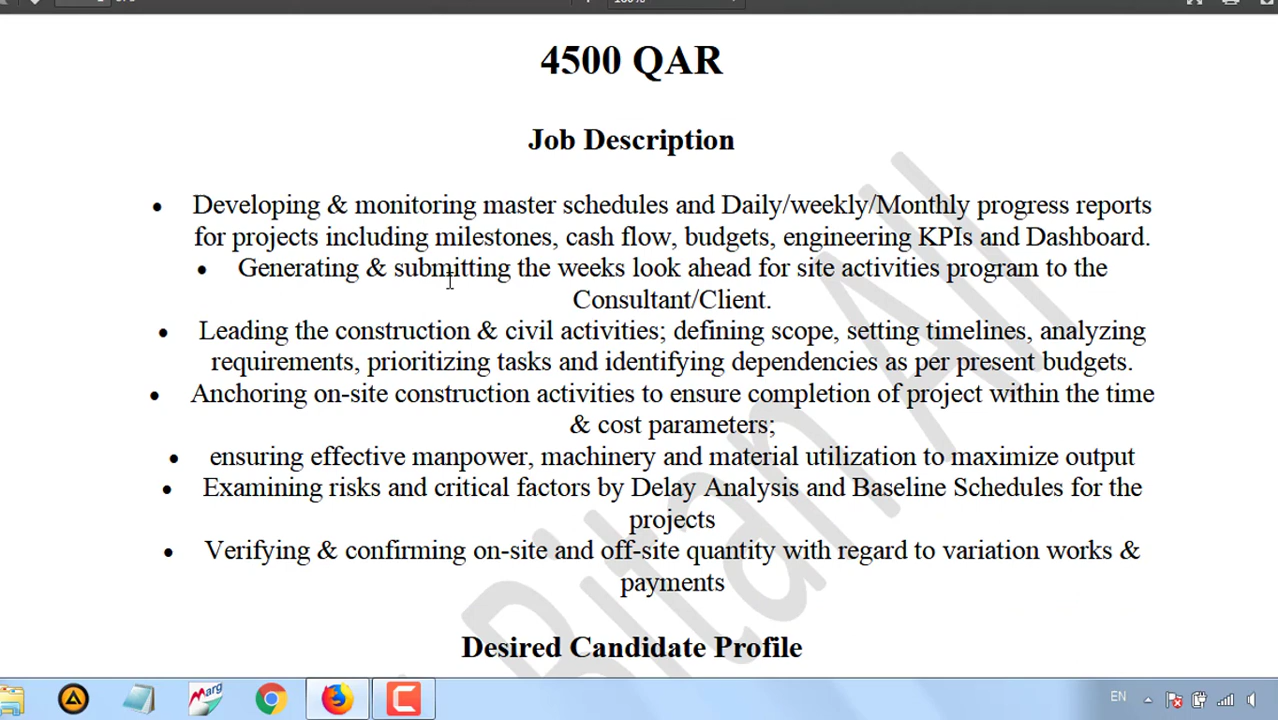 4500 QAR
Job Description
• Developing & monitoring master schedules and Daily/weekly/Monthly progress reports
for projects including milestones, cash flow, budgets, engineering KPIs and Dashboard.
• Generating & submitting the weeks look ahead for site activities program to the
Consultant/Client.
• Leading the construction & civil activities; defining scope, setting timelines, analyzing
requirements, prioritizing tasks and identifying dependencies as per present budgets.
• Anchoring on-site construction activities to ensure completion of project within the time
& cost parameters;
• ensuring effective manpower, machinery and material utilization to maximize output
• Examining risks and critical factors by Delay Analysis and Baseline Schedules for the
projects
• Verifying & confirming on-site and off-site quantity with regard to variation works &
payments
Desired Candidate Profile
Marg
EN